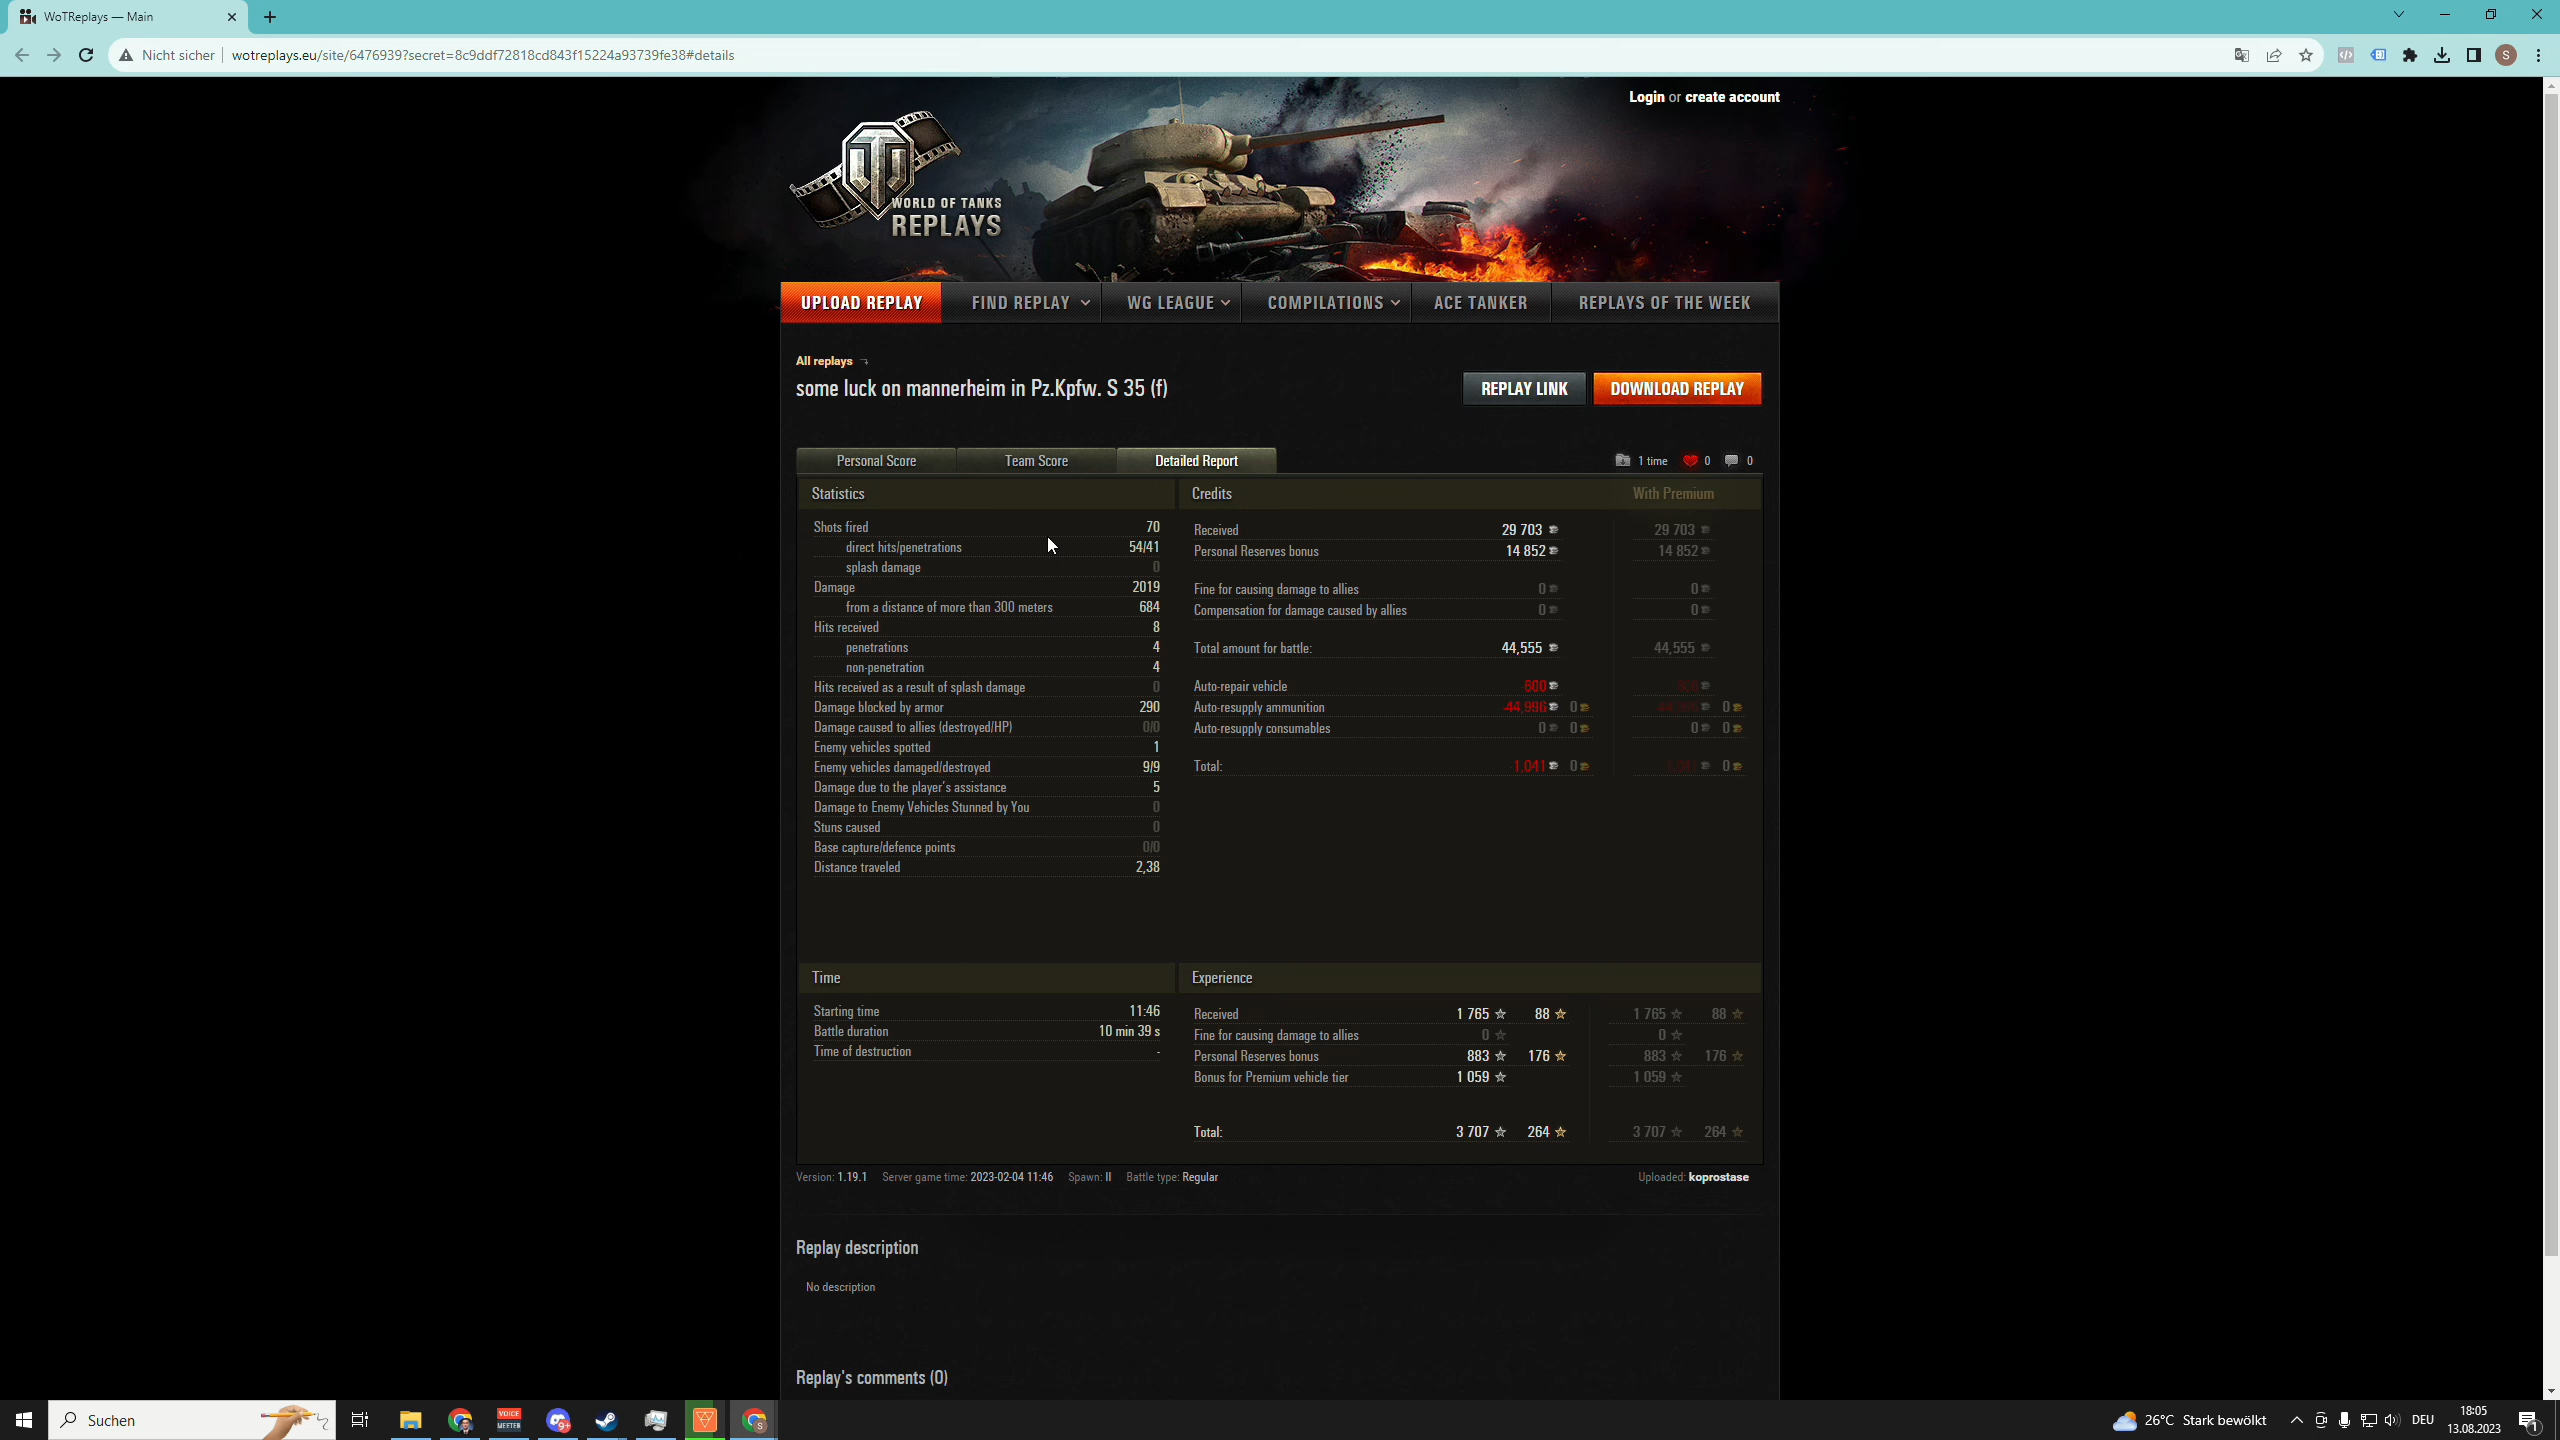 WoTReplays — Main
Nicht sicher wotreplays.eu/site/6476939?secret=8c9ddf72818cd843f15224a93739fe38#details
S
Login or create account
WORLD OF TANKS
REPLAYS
UPLOAD REPLAY FIND REPLAY WG LEAGUE COMPILATIONS ACE TANKER REPLAYS OF THE WEEK
All replays
some luck on mannerheim in Pz.Kpfw. S 35 (f)
REPLAY LINK DOWNLOAD REPLAY
Personal Score Team Score Detailed Report 1 time 0 0
Statistics
Shots fired 70
direct hits/penetrations 54/41
splash damage 0
Damage 2019
from a distance of more than 300 meters 684
Hits received 8
penetrations 4
non-penetration 4
Hits received as a result of splash damage 0
Damage blocked by armor 290
Damage caused to allies (destroyed/HP) 0/0
Enemy vehicles spotted 1
Enemy vehicles damaged/destroyed 9/9
Damage due to the player's assistance 5
Damage to Enemy Vehicles Stunned by You 0
Stuns caused 0
Base capture/defence points 0/0
Distance traveled 2,38
Credits With Premium
Received 29 703 29 703
Personal Reserves bonus 14 852 14 852
Fine for causing damage to allies 0 0
Compensation for damage caused by allies 0 0
Total amount for battle: 44,555 44,555
Auto-repair vehicle -600
Auto-resupply ammunition -44,996 0 0
Auto-resupply consumables 0 0 0 0
Total: -1,041 0 0
Time
Starting time 11:46
Battle duration 10 min 39 s
Time of destruction -
Experience
Received 1 765 88 1 765 88
Fine for causing damage to allies 0 0
Personal Reserves bonus 883 176 883 176
Bonus for Premium vehicle tier 1 059 1 059
Total: 3 707 264 3 707 264
Version: 1.19.1 Server game time: 2023-02-04 11:46 Spawn: II Battle type: Regular Uploaded: koprostase
Replay description
No description
Replay's comments (0)
Suchen
VOICE
MEETER
9+
S
26°C Stark bewölkt
DEU
18:05
13.08.2023
1